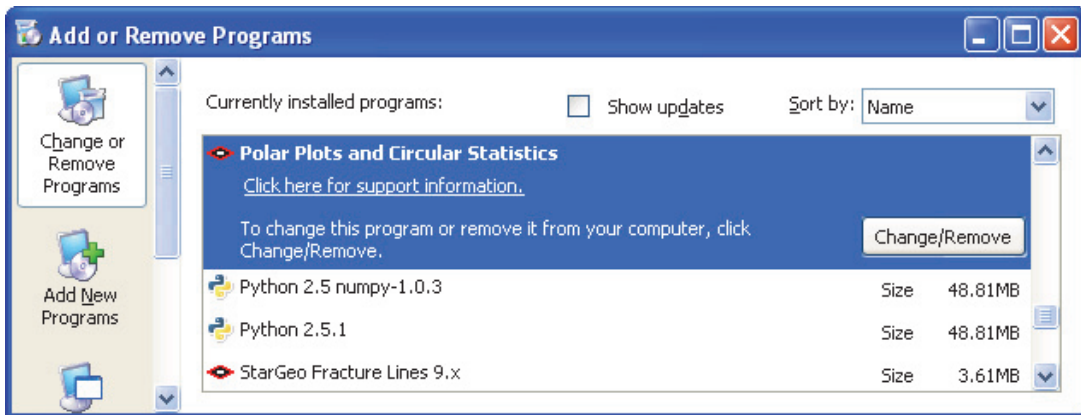 Add or Remove Programs
Change or
Remove
Programs
Add New
Programs
Currently installed programs:
Show updates
Sort by: Name
Polar Plots and Circular Statistics
Click here for support information.
To change this program or remove it from your computer, click
Change/Remove.
Change/Remove
Python 2.5 numpy-1.0.3 Size 48.81MB
Python 2.5.1 Size 48.81MB
StarGeo Fracture Lines 9.x Size 3.61MB